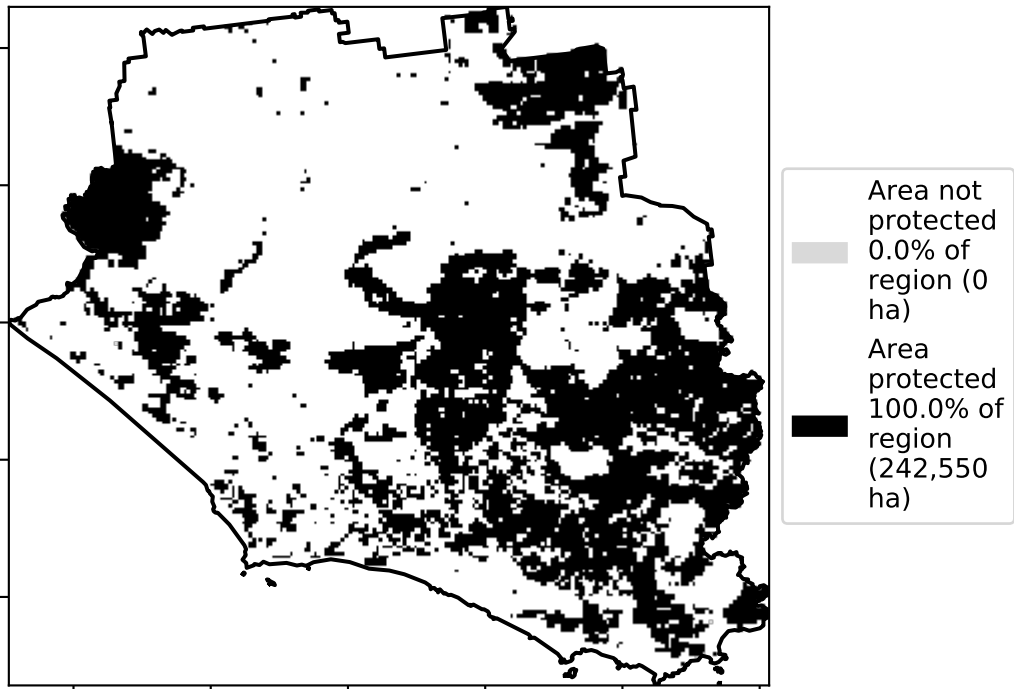 Area not
protected
0.0% of
region (0
ha)
Area
protected
100.0% of
region
(242,550
ha)